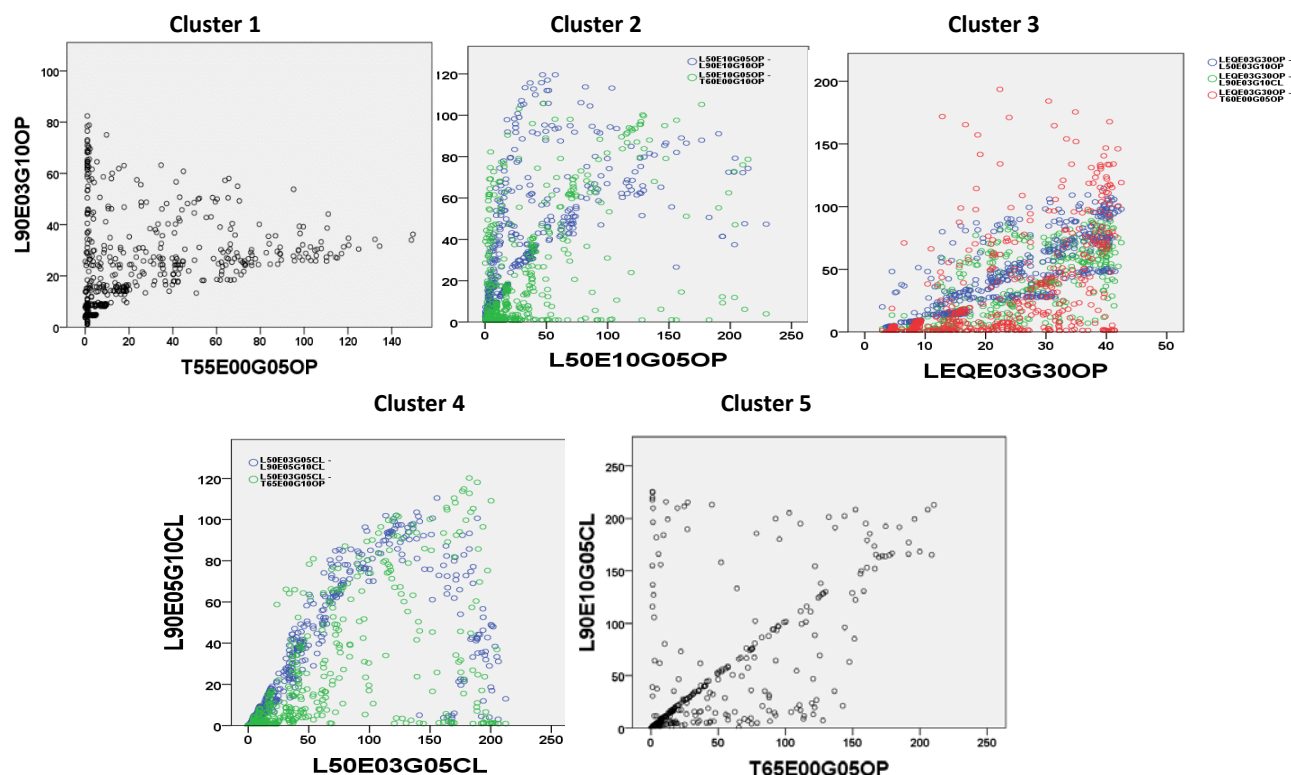 Cluster 1
100
80
60
40
20
0
L90E03G10OP
0 20 40 60 80 100 120 140
T55E00G05OP
Cluster 2
120
100
80
60
40
20
0
L50E10G05OP -
L90E10G10OP
L50E10G05OP -
T60E00G10OP
0 50 100 150 200 250
L50E10G05OP
Cluster 3
200
150
100
50
0
0 10 20 30 40 50
LEQE03G30OP
LEQE03G30OP -
L50E03G10OP
LEQE03G30OP -
L90E03G10CL
LEQE03G30OP -
T60E00G05OP
Cluster 4
L90E05G10CL
120
100
80
60
40
20
0
L50E03G05CL -
L90E05G10CL
L50E03G05CL -
T65E00G10OP
0 50 100 150 200 250
L50E03G05CL
Cluster 5
L90E10G05CL
250
200
150
100
50
0
0 50 100 150 200 250
T65E00G05OP